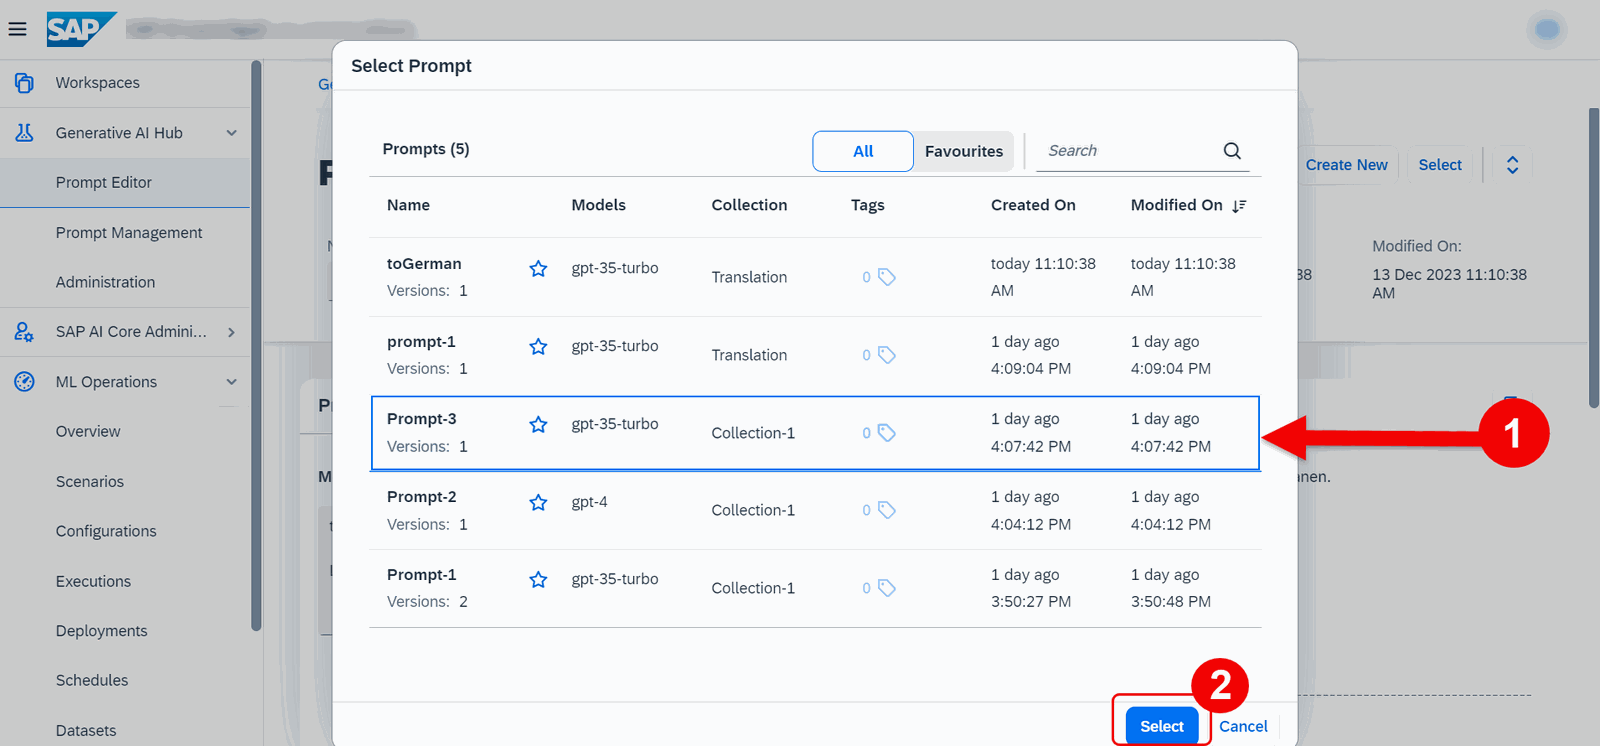 SAP
Workspaces
Generative AI Hub
Prompt Editor
Prompt Management
Administration
SAP AI Core Admini...
ML Operations
Overview
Scenarios
Configurations
Executions
Deployments
Schedules
Datasets
Create New
Select
Modified On:
13 Dec 2023 11:10:38
AM
Select Prompt
Prompts (5)
All
Favourites
Search
Name Models Collection Tags Created On Modified On
toGerman gpt-35-turbo Translation 0 today 11:10:38 today 11:10:38
Versions: 1 AM AM
prompt-1 gpt-35-turbo Translation 0 1 day ago 1 day ago
Versions: 1 4:09:04 PM 4:09:04 PM
Prompt-3 gpt-35-turbo Collection-1 0 1 day ago 1 day ago
Versions: 1 4:07:42 PM 4:07:42 PM
1
Prompt-2 gpt-4 Collection-1 0 1 day ago 1 day ago
Versions: 1 4:04:12 PM 4:04:12 PM
Prompt-1 gpt-35-turbo Collection-1 0 1 day ago 1 day ago
Versions: 2 3:50:27 PM 3:50:48 PM
2
Select
Cancel